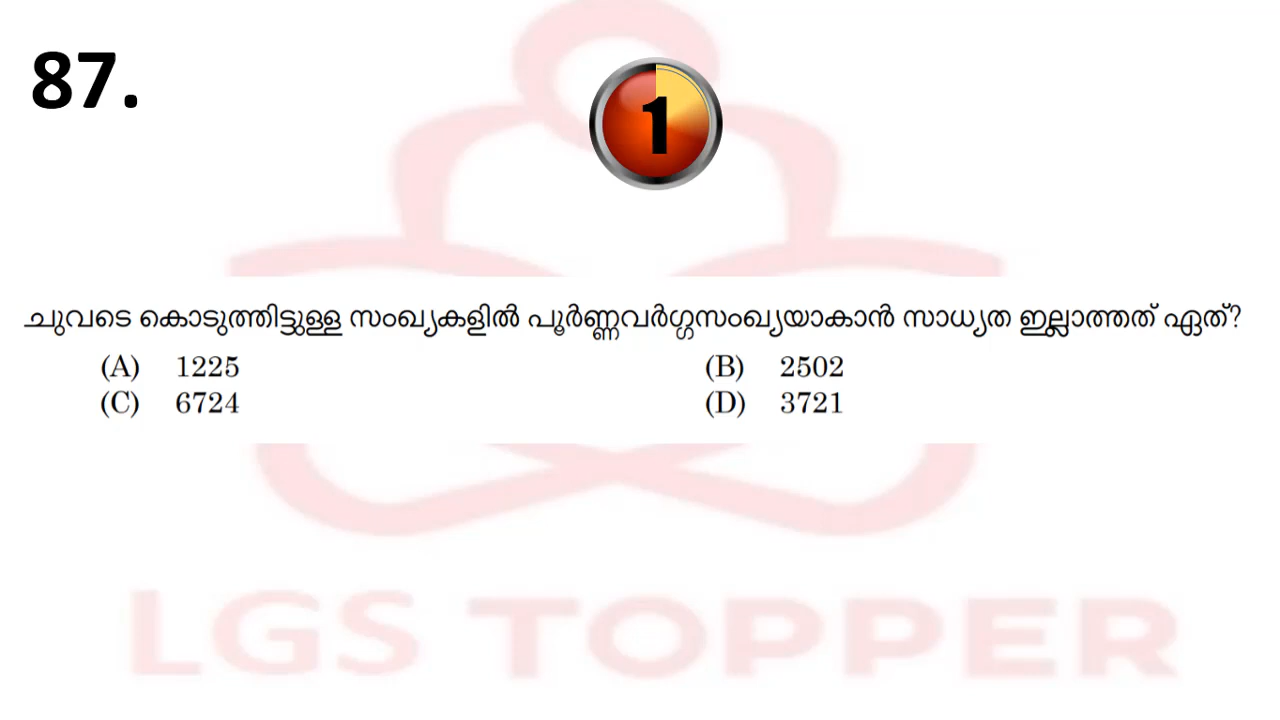 87.
1
ചുവടെ കൊടുത്തിട്ടുള്ള സംഖ്യകളിൽ പൂർണ്ണവർഗ്ഗസംഖ്യയാകാൻ സാധ്യത ഇല്ലാത്തത് ഏത്?
(A) 1225 (B) 2502
(C) 6724 (D) 3721
LGS TOPPER